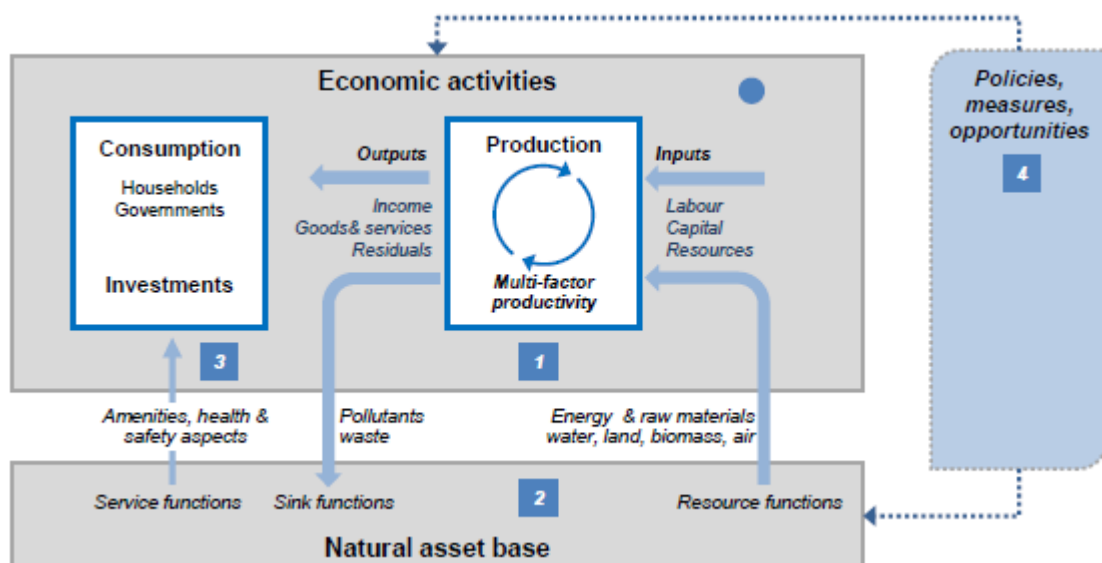 Economic activities
Consumption
Households
Governments
Investments
3
Outputs
Income
Goods& services
Residuals
Production
Multi-factor
productivity
1
Inputs
Labour
Capital
Resources
Policies,
measures,
opportunities
4
Amenities, health &
safety aspects
Pollutants
waste
Energy & raw materials
water, land, biomass, air
Service functions
Sink functions
2
Resource functions
Natural asset base